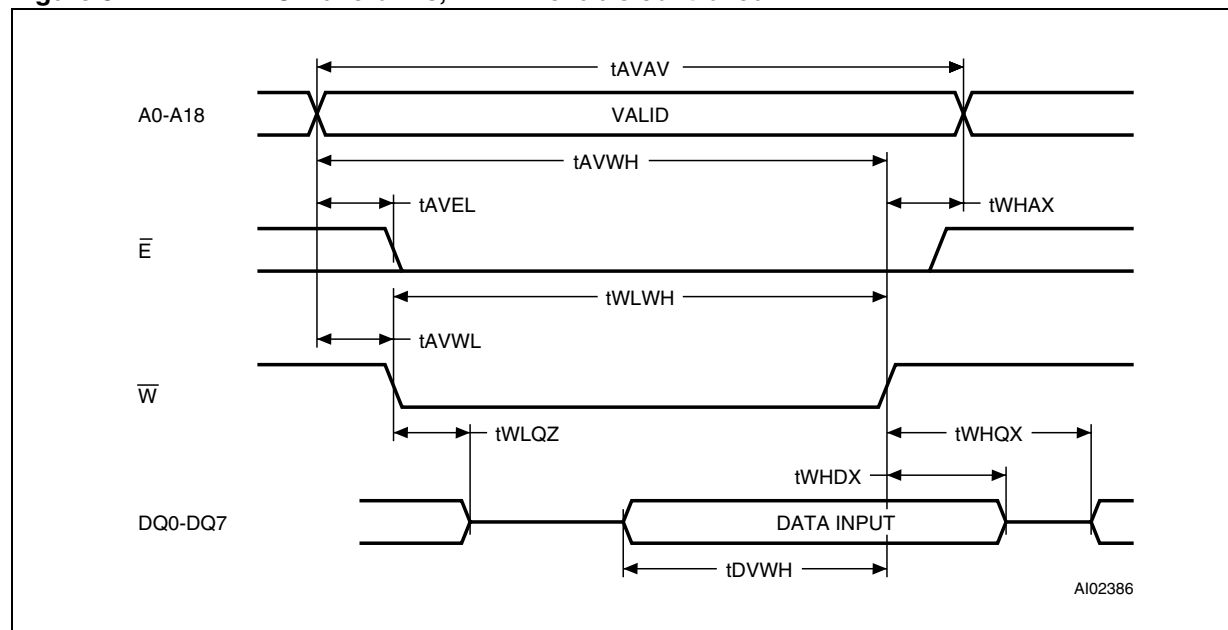 tAVAV
A0-A18
VALID
tAVWH
tAVEL
tWHAX
E̅
tWLWH
tAVWL
W̅
tWLQZ
tWHQX
tWHDX
DQ0-DQ7
DATA INPUT
tDVWH
AI02386